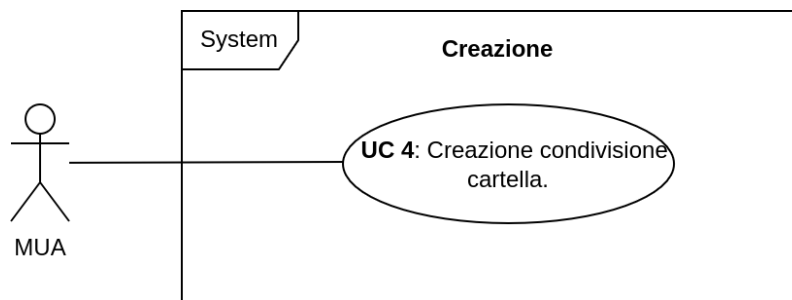 System
Creazione
UC 4: Creazione condivisione
cartella.
MUA